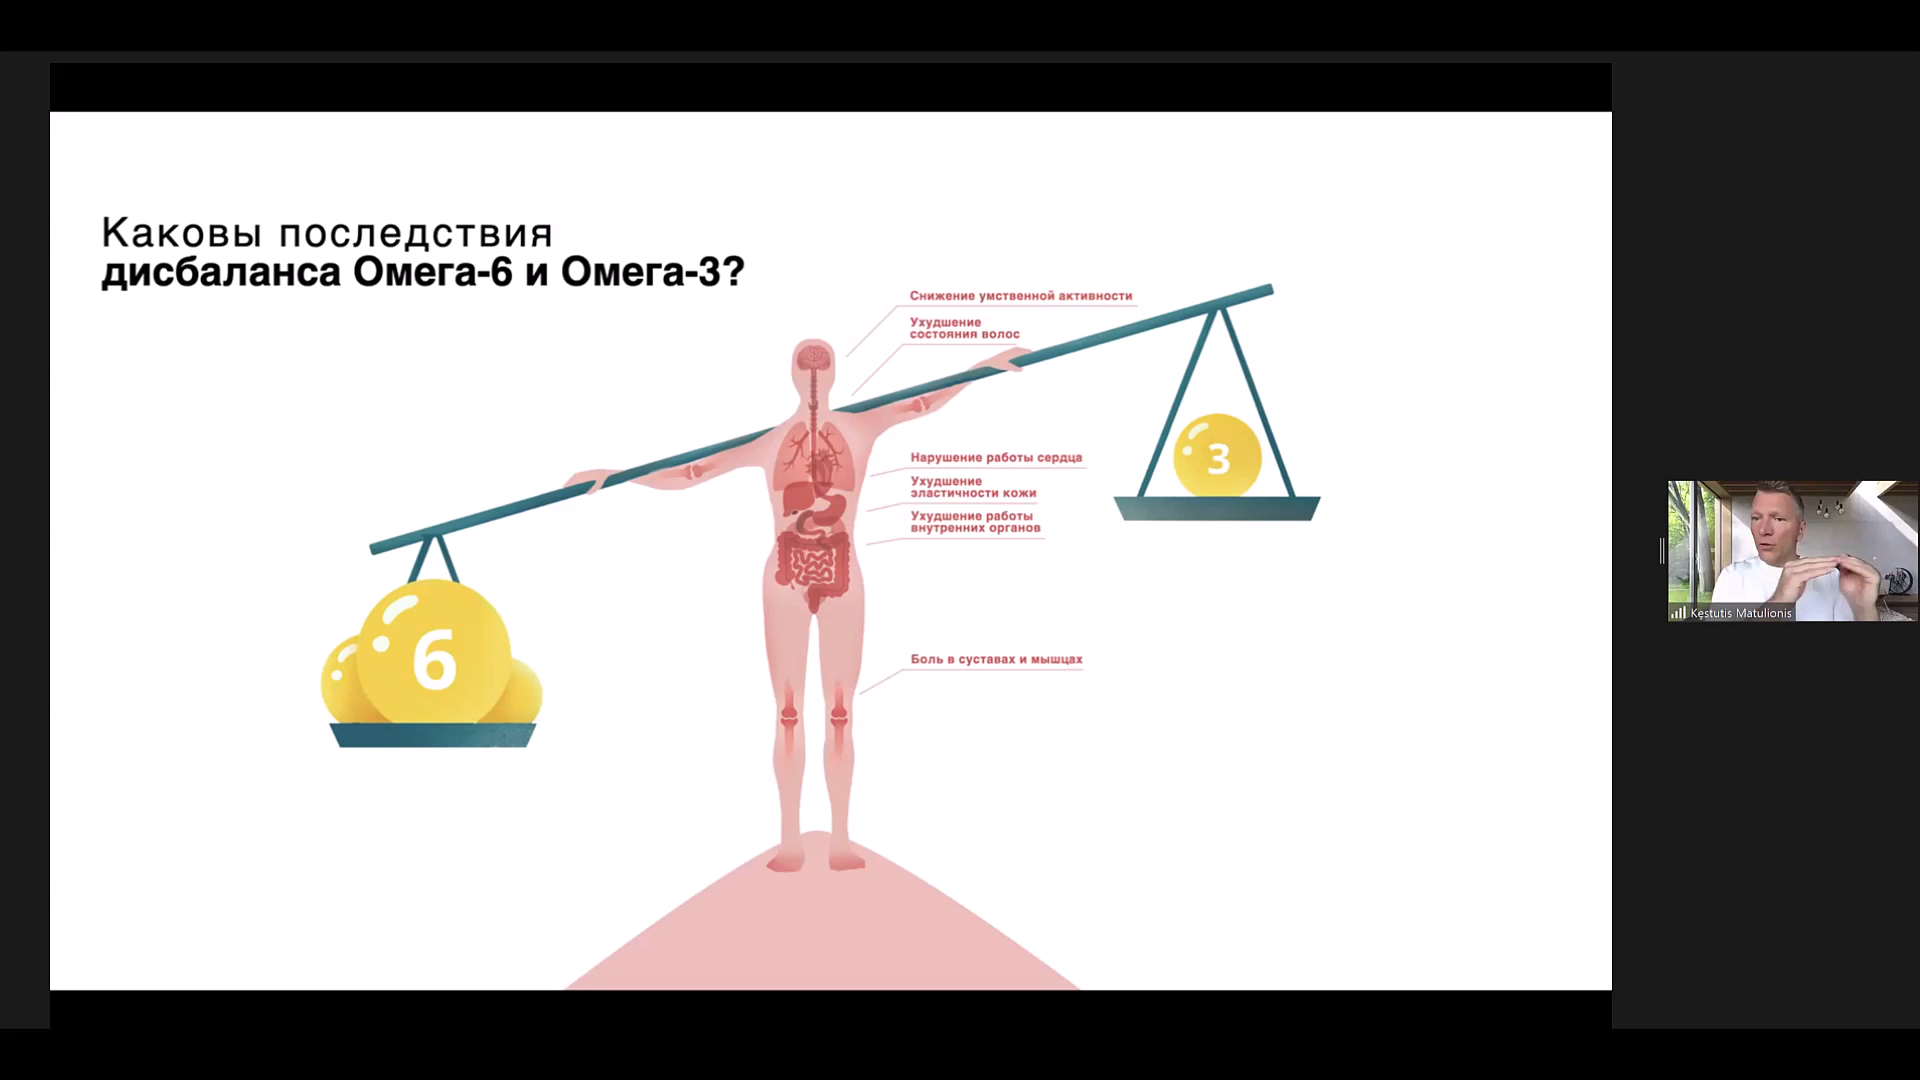 Каковы последствия
дисбаланса Омега-6 и Омега-3?
Снижение умственной активности
Ухудшение
состояния волос
Нарушение работы сердца
Ухудшение
эластичности кожи
Ухудшение работы
внутренних органов
Боль в суставах и мышцах
6
3
Kęstutis Matulionis